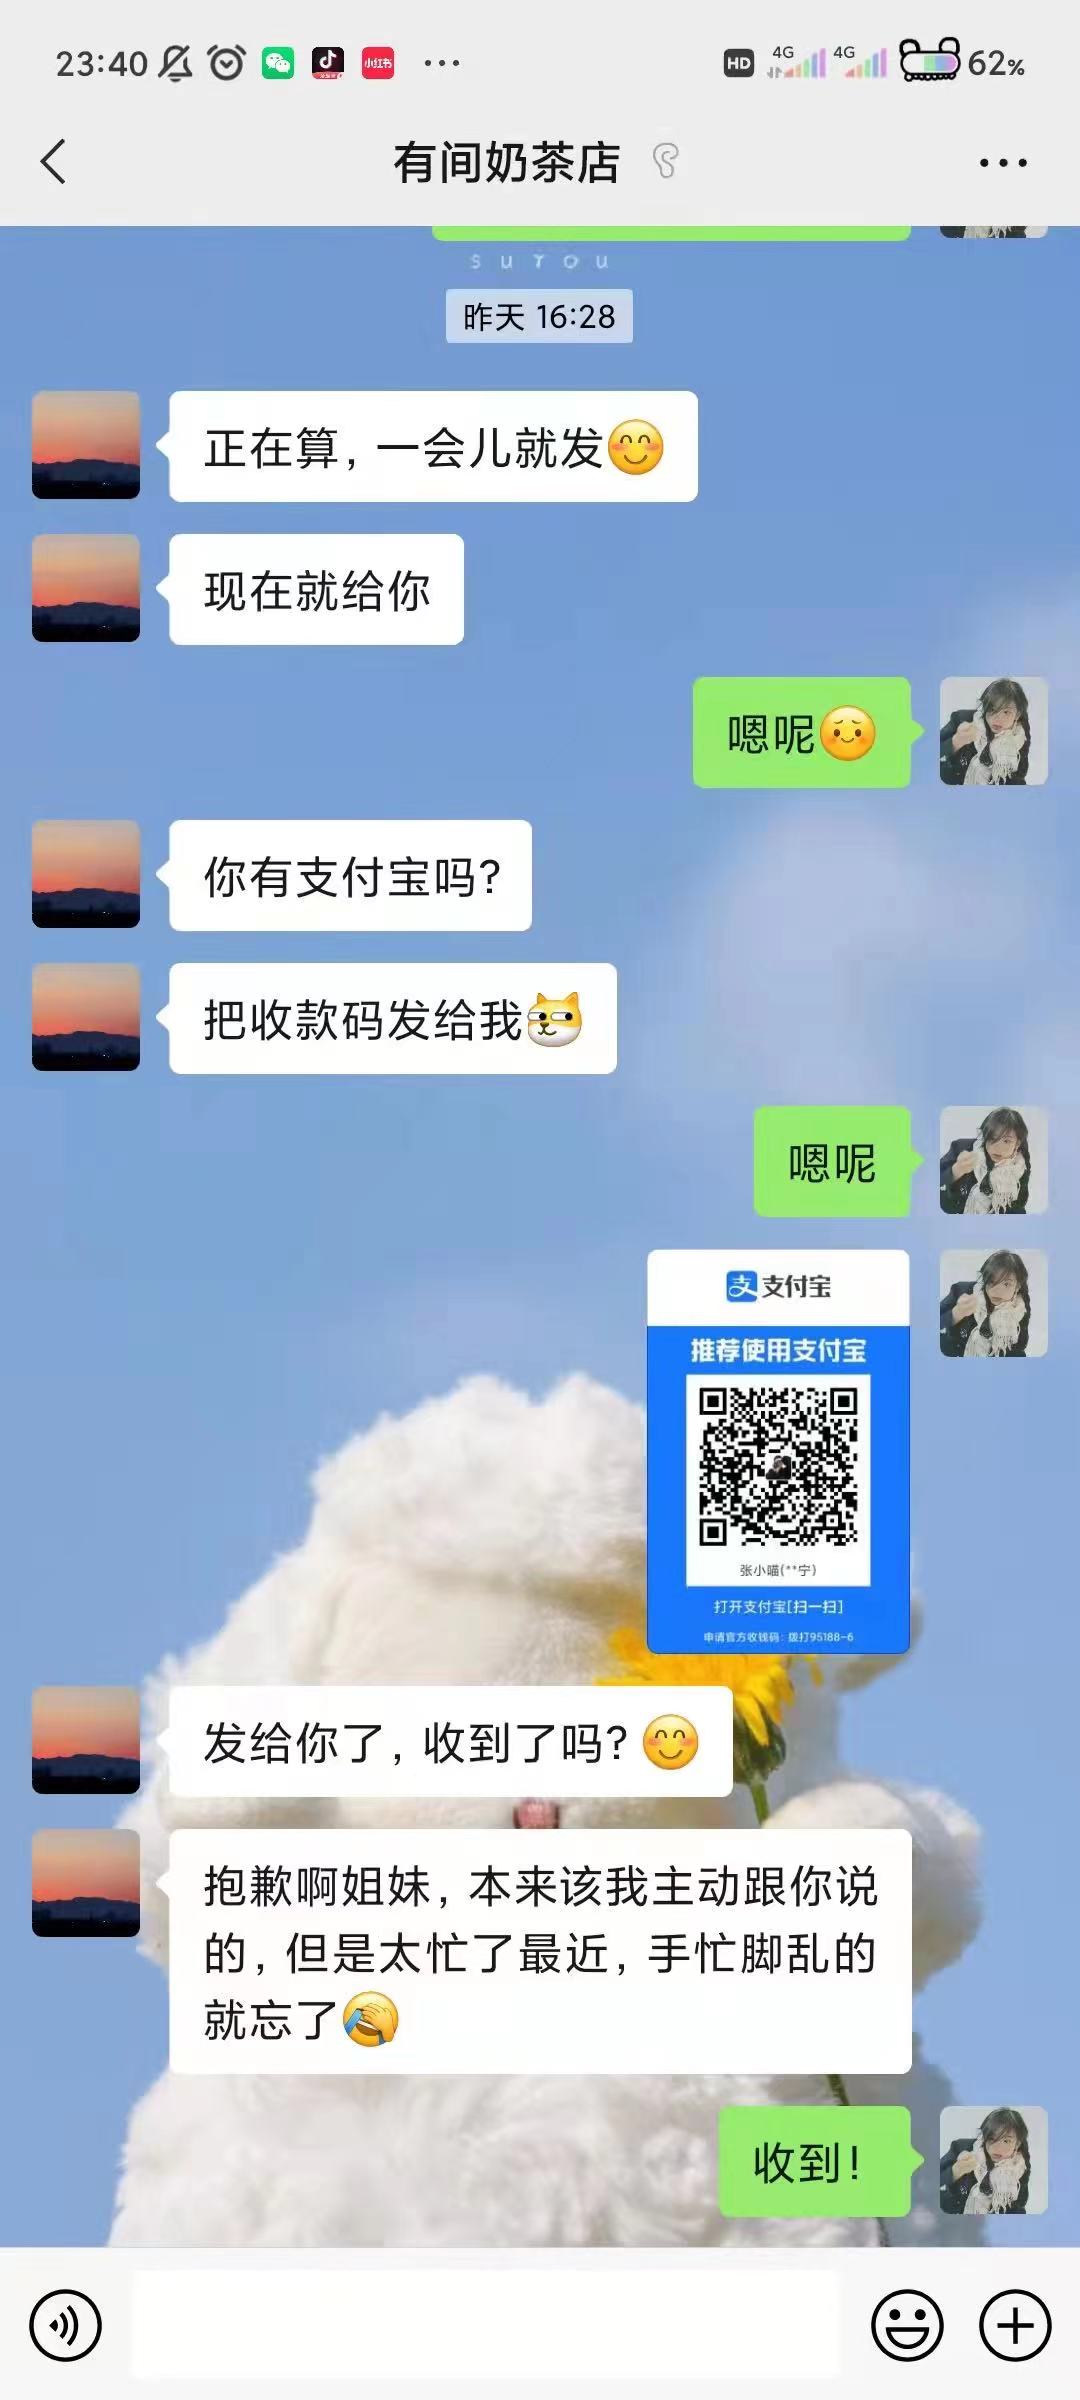 23:40
小红书
HD 4G 4G 62%
有间奶茶店
s u r o u
昨天 16:28
正在算，一会儿就发😊
现在就给你
嗯呢😌
你有支付宝吗?
把收款码发给我
嗯呢
支 支付宝
推荐使用支付宝
张小喵(**宁)
打开支付宝[扫一扫]
申请官方收钱码：拨打95188-6
发给你了，收到了吗? 😊
抱歉啊姐妹，本来该我主动跟你说
的，但是太忙了最近，手忙脚乱的
就忘了
收到！